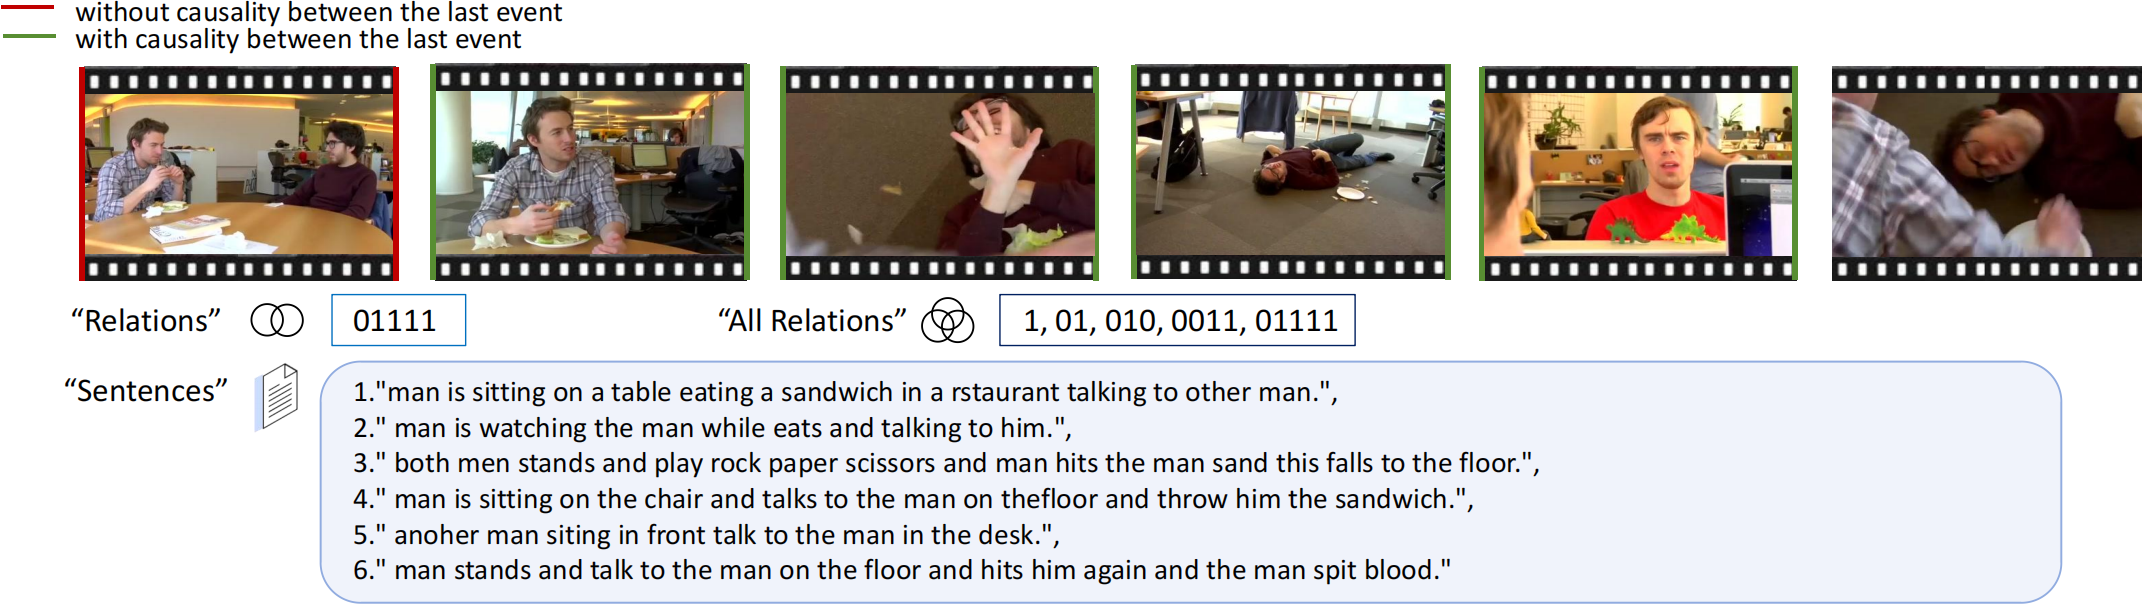 without causality between the last event
with causality between the last event
“Relations” 01111 “All Relations” 1, 01, 010, 0011, 01111
“Sentences”
1."man is sitting on a table eating a sandwich in a rstaurant talking to other man.",
2." man is watching the man while eats and talking to him.",
3." both men stands and play rock paper scissors and man hits the man sand this falls to the floor.",
4." man is sitting on the chair and talks to the man on thefloor and throw him the sandwich.",
5." anoher man siting in front talk to the man in the desk.",
6." man stands and talk to the man on the floor and hits him again and the man spit blood."